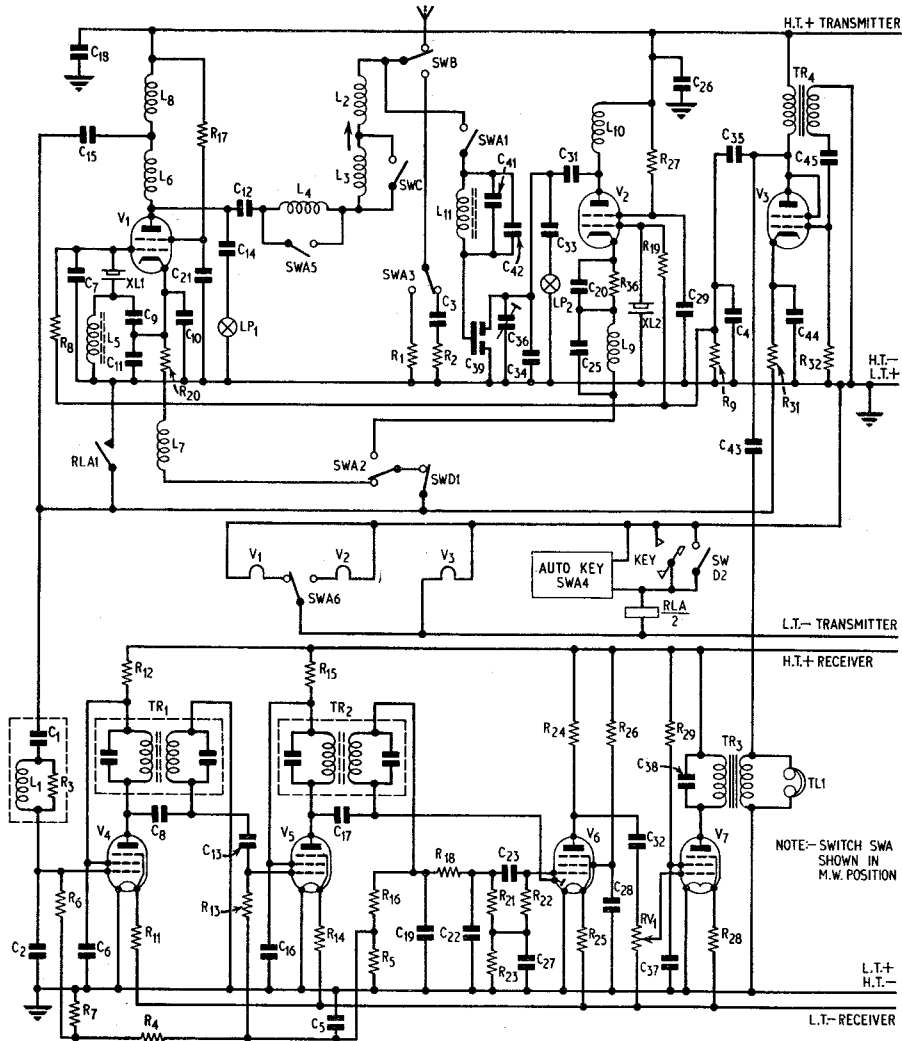 H.T.+ TRANSMITTER
C18
SWB
TR4
C26
L8
L2
R17
L10
C15
SWA1
C35
C45
C41
C31
R27
L6
L3
SWC
C12
L4
V1
V2
V3
L11
C33
R19
C14
SWA5
C42
C7
XL1
C21
SWA3
LP2
C20
R36
XL2
C29
C9
C3
C4
C44
R8
L5
C10
LP1
C36
L9
C11
R1
R2
C39
C34
C25
R32
H.T.-
L.T.+
R20
R9
R31
L7
C43
RLA1
SWA2
SWD1
V1
V2
V3
AUTO KEY
SWA4
KEY
SW
D2
SWA6
RLA
2
L.T.- TRANSMITTER
H.T.+ RECEIVER
R12
R15
TR1
TR2
R24
R26
R29
C1
C38
TR3
L1
R3
TL1
C8
C17
V4
V5
V6
C32
V7
C13
NOTE:- SWITCH SWA
SHOWN IN
M.W. POSITION
R18
C23
C28
R6
R13
R16
R21
R22
RV1
R11
R14
C2
C6
C16
C19
C22
R25
R28
R5
R23
C27
C37
L.T.+
H.T.-
R7
R4
C5
L.T.- RECEIVER